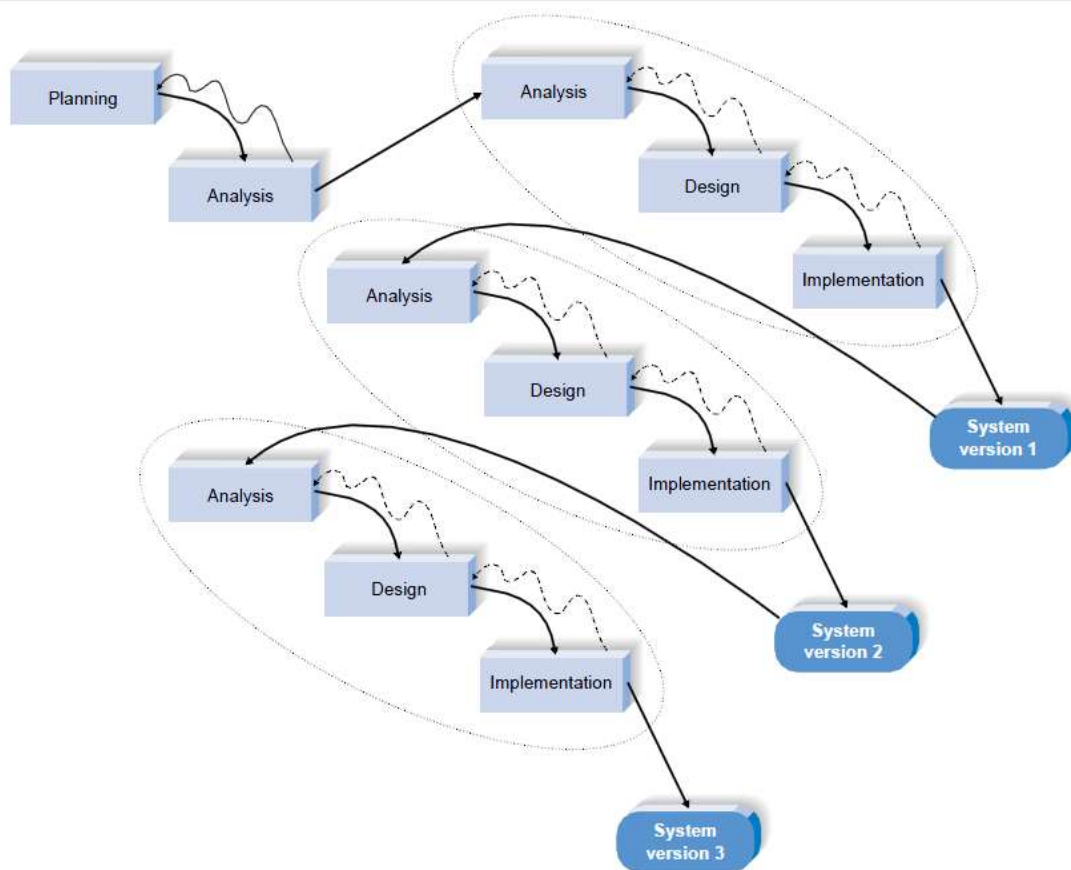 Planning
Analysis
Analysis
Design
Implementation
System
version 1
Analysis
Design
Implementation
System
version 2
Analysis
Design
Implementation
System
version 3